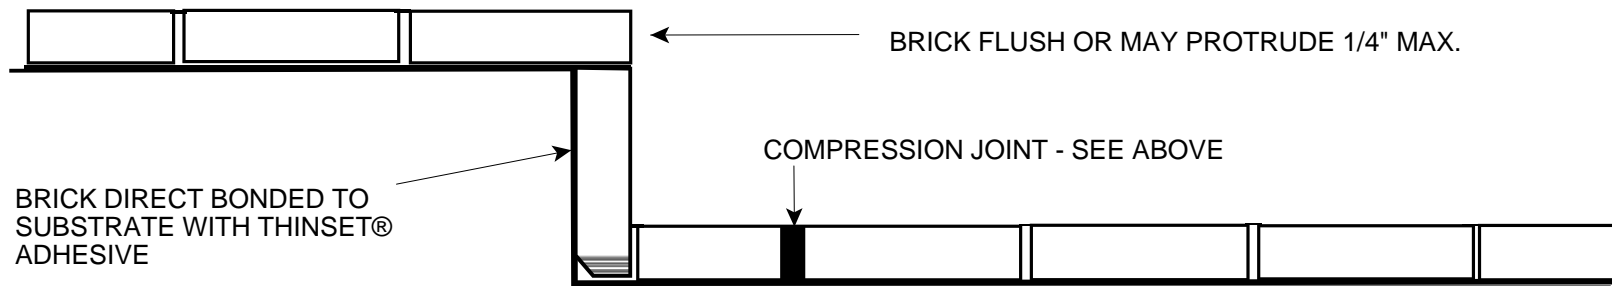 BRICK FLUSH OR MAY PROTRUDE 1/4" MAX.
COMPRESSION JOINT - SEE ABOVE
BRICK DIRECT BONDED TO
SUBSTRATE WITH THINSET®
ADHESIVE